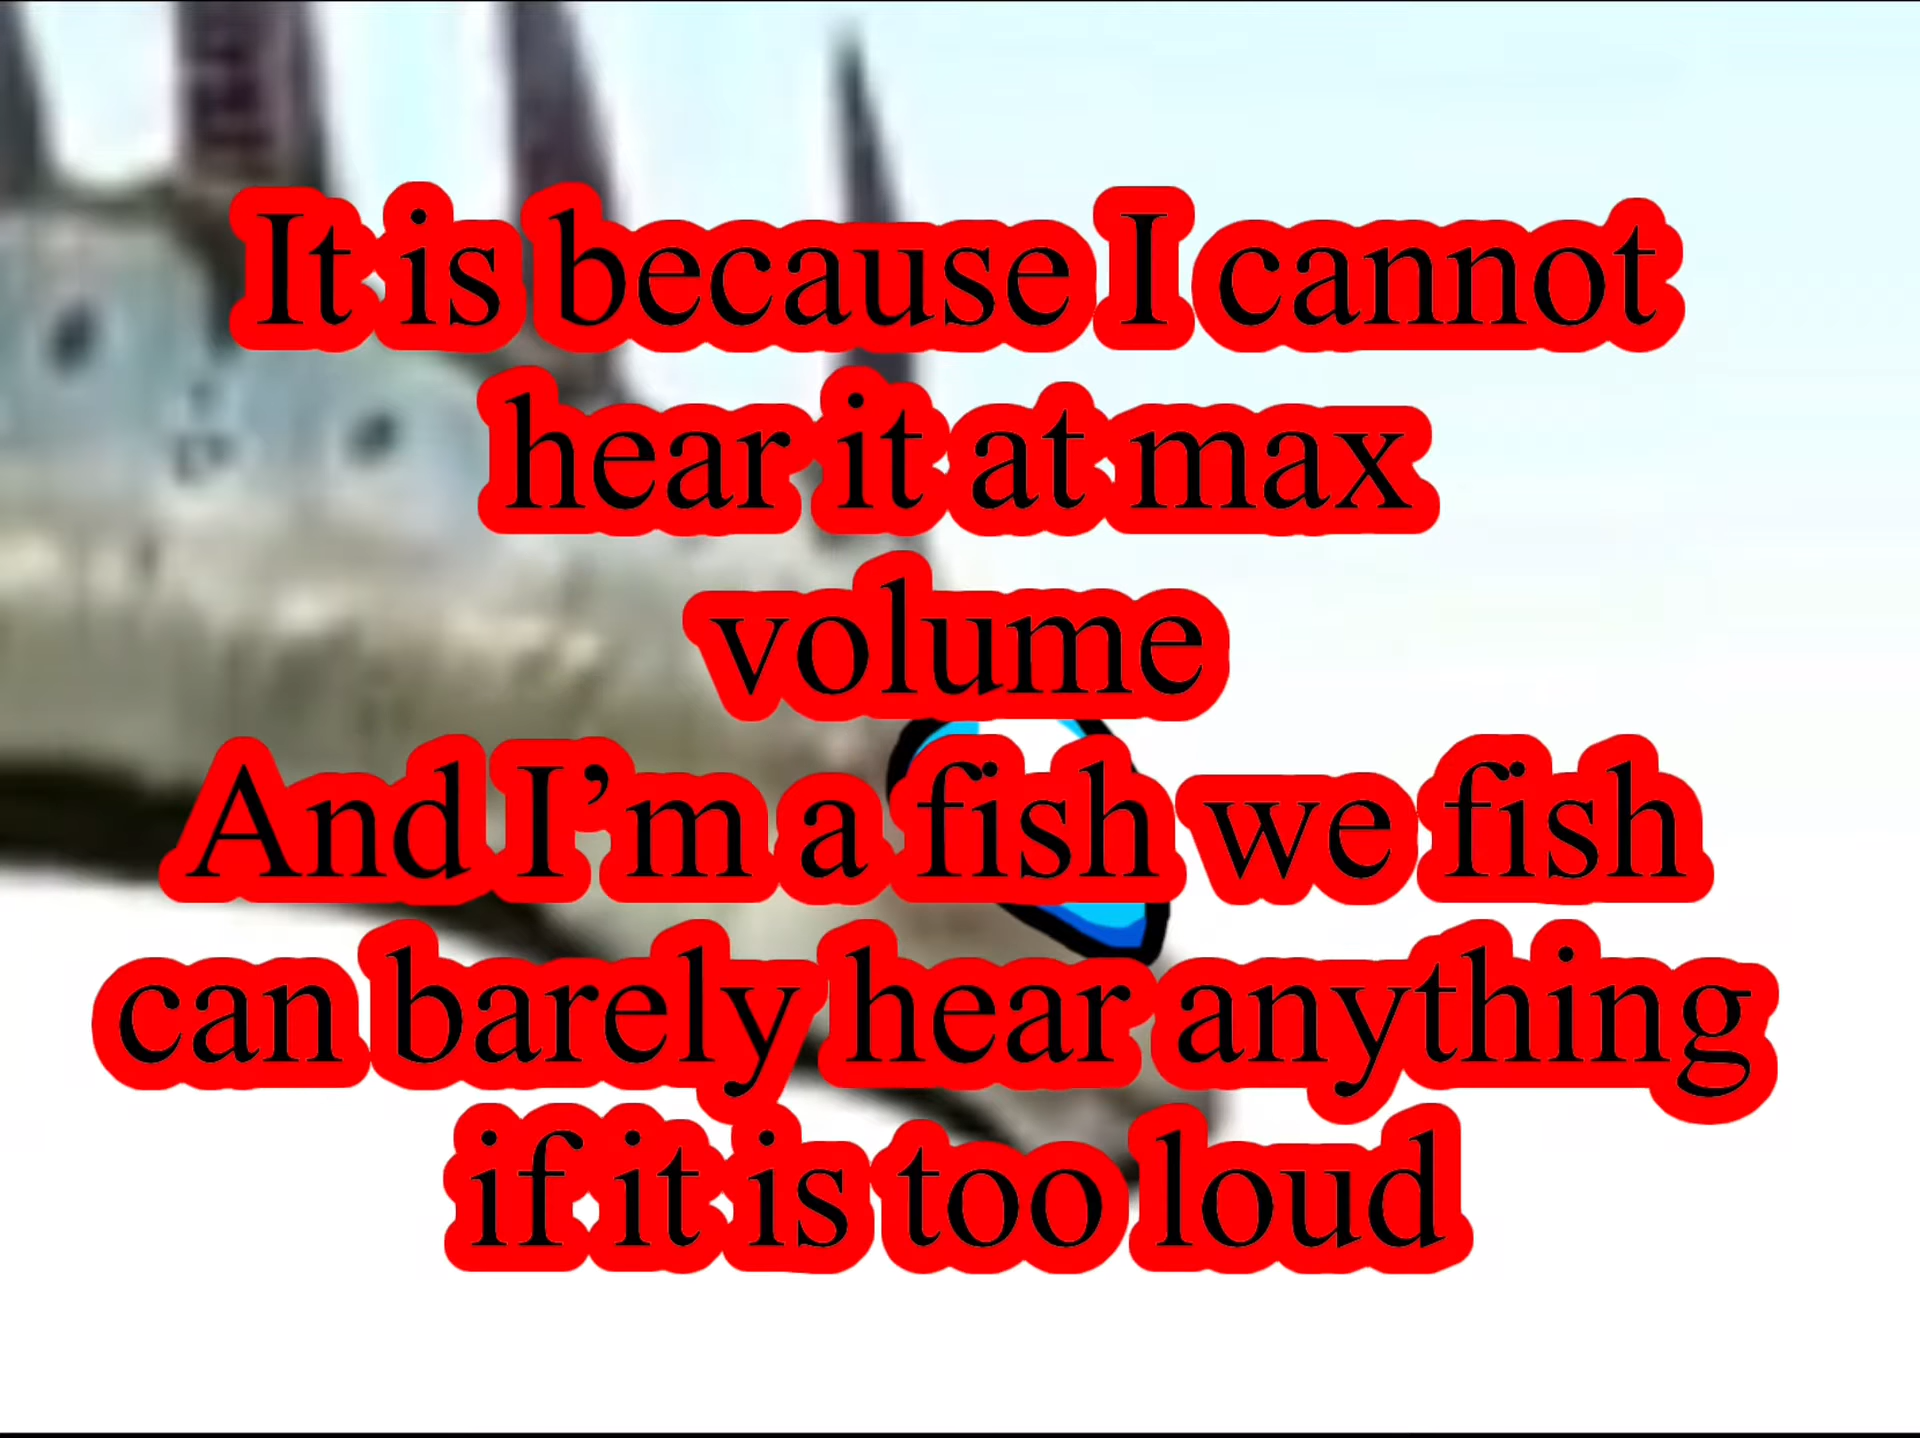 It is because I cannot
hear it at max
volume
And I’m a fish we fish
can barely hear anything
if it is too loud